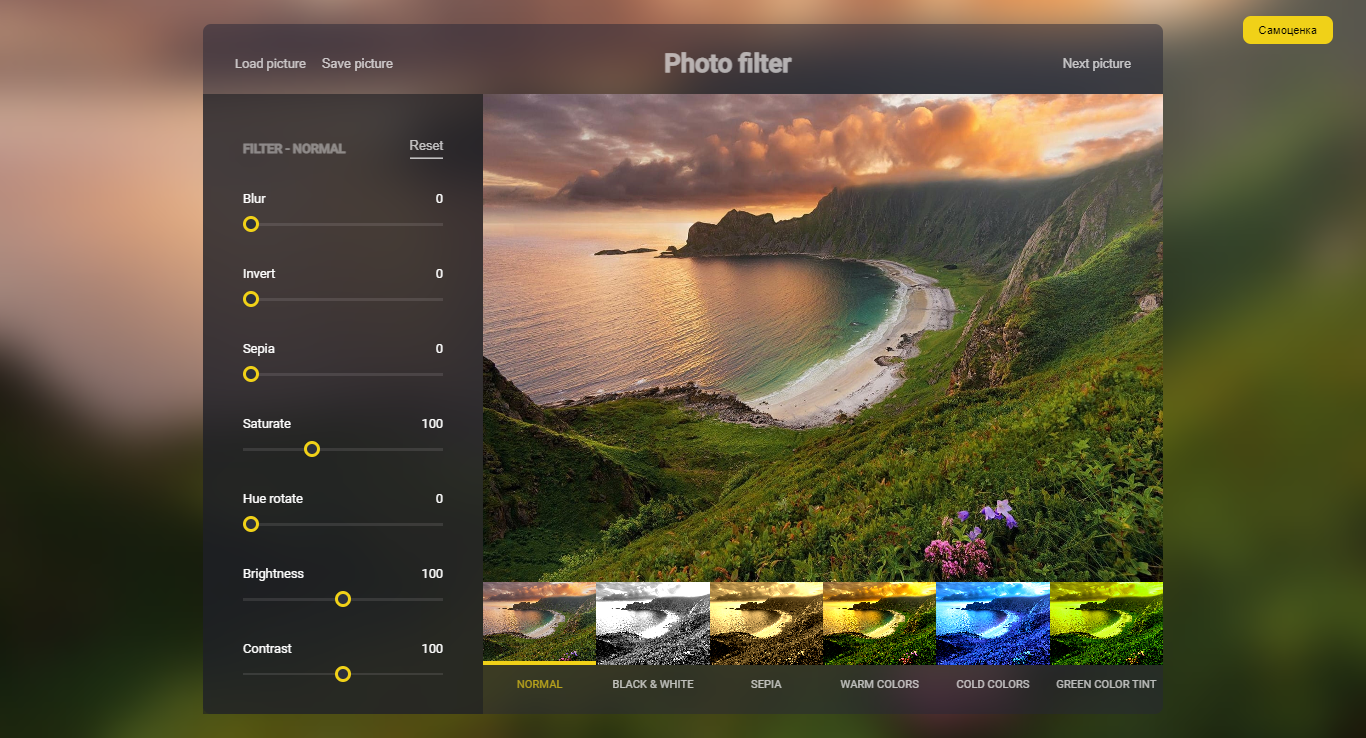 Самоценка
Load picture Save picture Photo filter Next picture
FILTER - NORMAL Reset
Blur 0
Invert 0
Sepia 0
Saturate 100
Hue rotate 0
Brightness 100
Contrast 100
NORMAL BLACK & WHITE SEPIA WARM COLORS COLD COLORS GREEN COLOR TINT